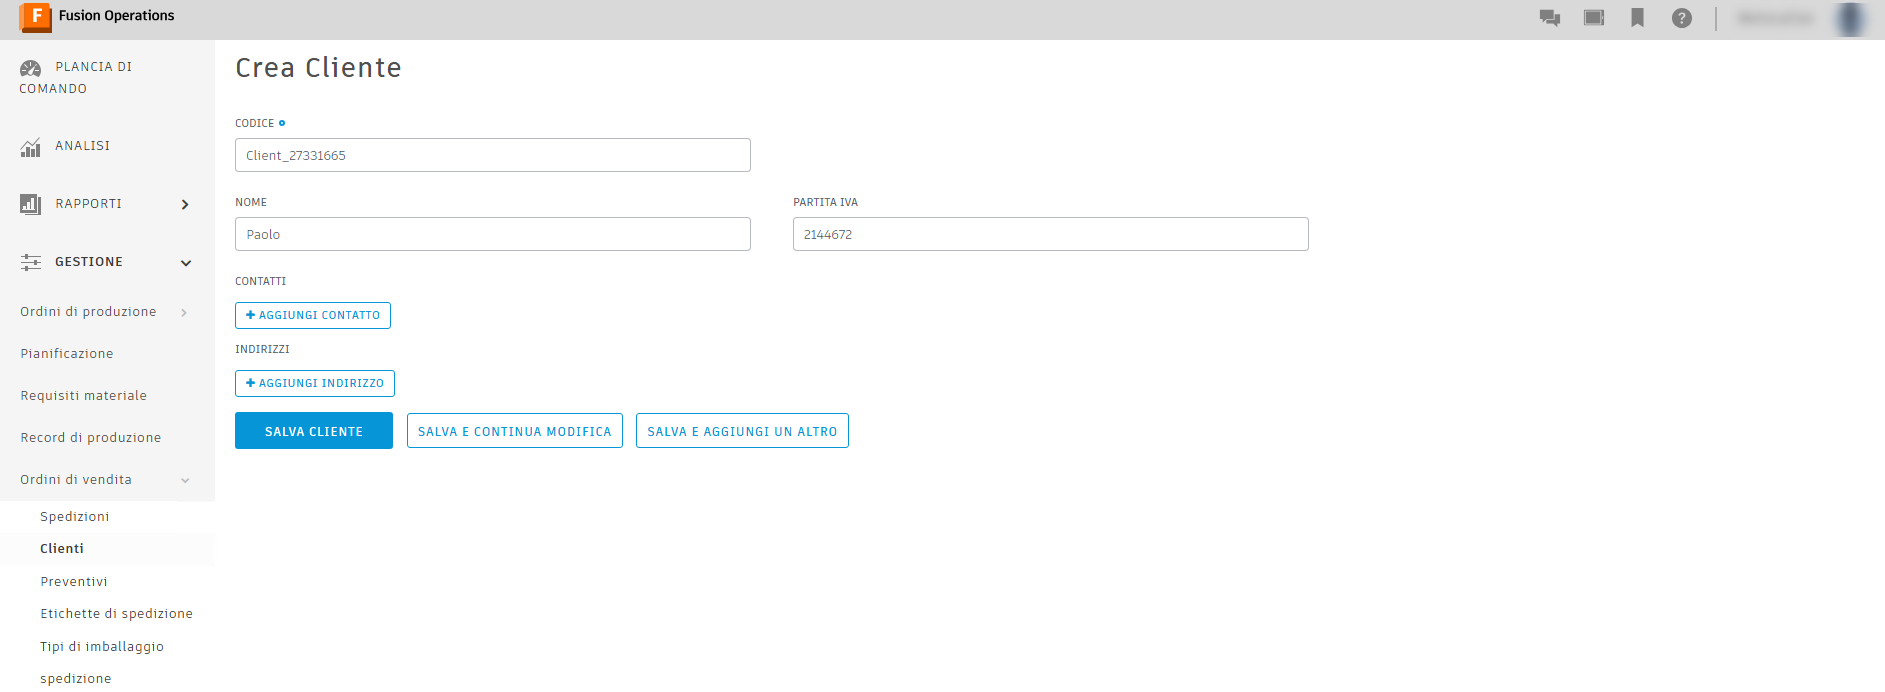 F Fusion Operations
?
PLANCIA DI
COMANDO
ANALISI
RAPPORTI
GESTIONE
Ordini di produzione
Pianificazione
Requisiti materiale
Record di produzione
Ordini di vendita
Spedizioni
Clienti
Preventivi
Etichette di spedizione
Tipi di imballaggio
spedizione
Crea Cliente
CODICE
Client_27331665
NOME
Paolo
PARTITA IVA
2144672
CONTATTI
+ AGGIUNGI CONTATTO
INDIRIZZI
+ AGGIUNGI INDIRIZZO
SALVA CLIENTE
SALVA E CONTINUA MODIFICA
SALVA E AGGIUNGI UN ALTRO